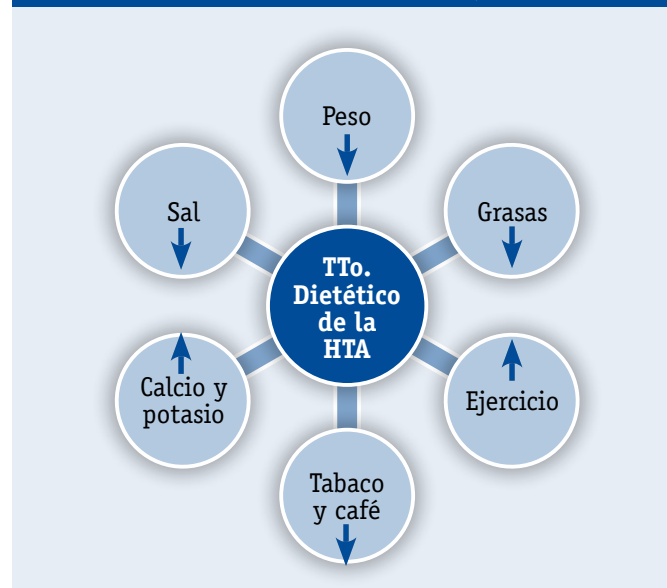 Peso
Sal
Grasas
TTo.
Dietético
de la
HTA
Calcio y
potasio
Ejercicio
Tabaco
y café